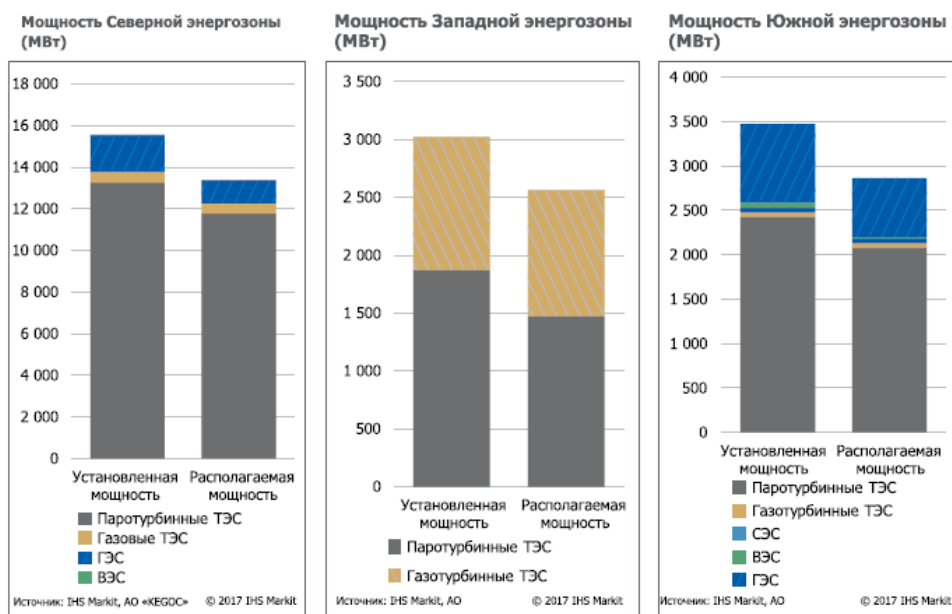 Мощность Северной энергозоны
(МВт)
18 000
16 000
14 000
12 000
10 000
8 000
6 000
4 000
2 000
0
Установленная Располагаемая
мощность мощность
Паротурбинные ТЭС
Газовые ТЭС
ГЭС
ВЭС
Источник: IHS Markit, АО «KEGOC» © 2017 IHS Markit
Мощность Западной энергозоны
(МВт)
3 500
3 000
2 500
2 000
1 500
1 000
500
0
Установленная Располагаемая
мощность мощность
Паротурбинные ТЭС
Газотурбинные ТЭС
Источник: IHS Markit, АО © 2017 IHS Markit
Мощность Южной энергозоны
(МВт)
4 000
3 500
3 000
2 500
2 000
1 500
1 000
500
0
Установленная Располагаемая
мощность мощность
Паротурбинные ТЭС
Газотурбинные ТЭС
СЭС
ВЭС
ГЭС
Источник: IHS Markit, АО © 2017 IHS Markit